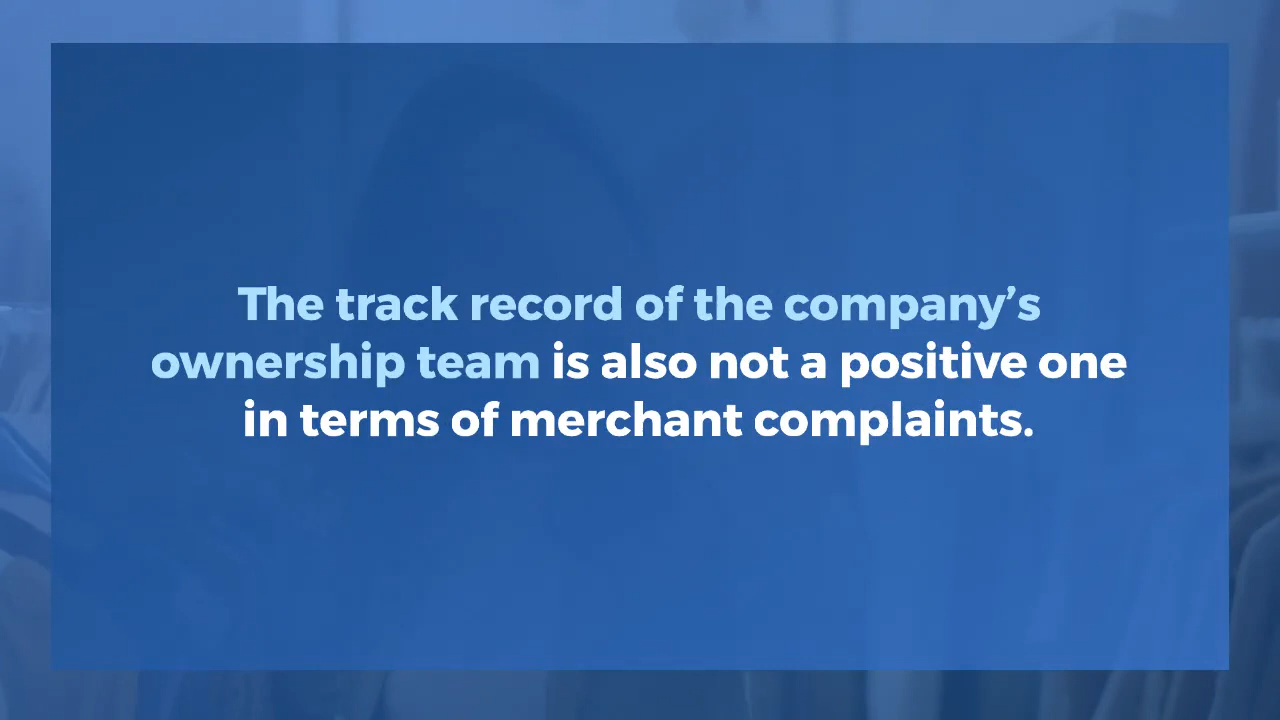 The track record of the company’s
ownership team is also not a positive one
in terms of merchant complaints.